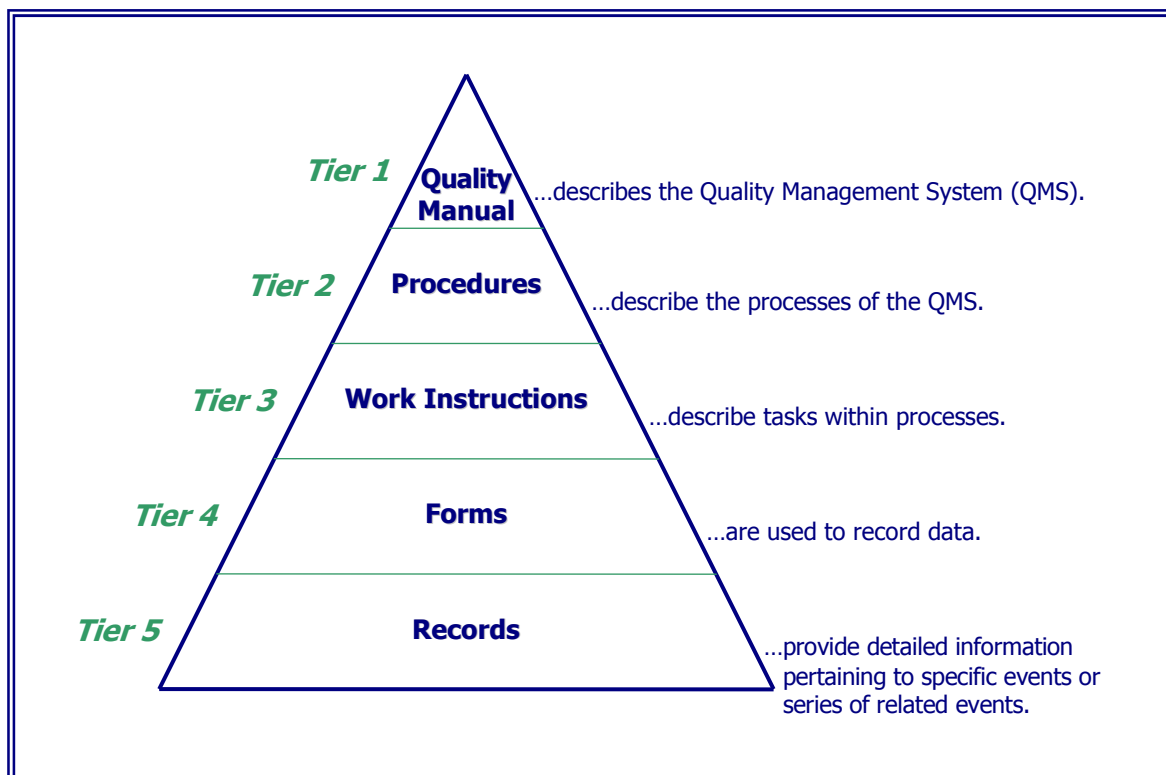 Tier 1
Quality
Manual
…describes the Quality Management System (QMS).
Tier 2
Procedures
…describe the processes of the QMS.
Tier 3
Work Instructions
…describe tasks within processes.
Tier 4
Forms
…are used to record data.
Tier 5
Records
…provide detailed information
pertaining to specific events or
series of related events.